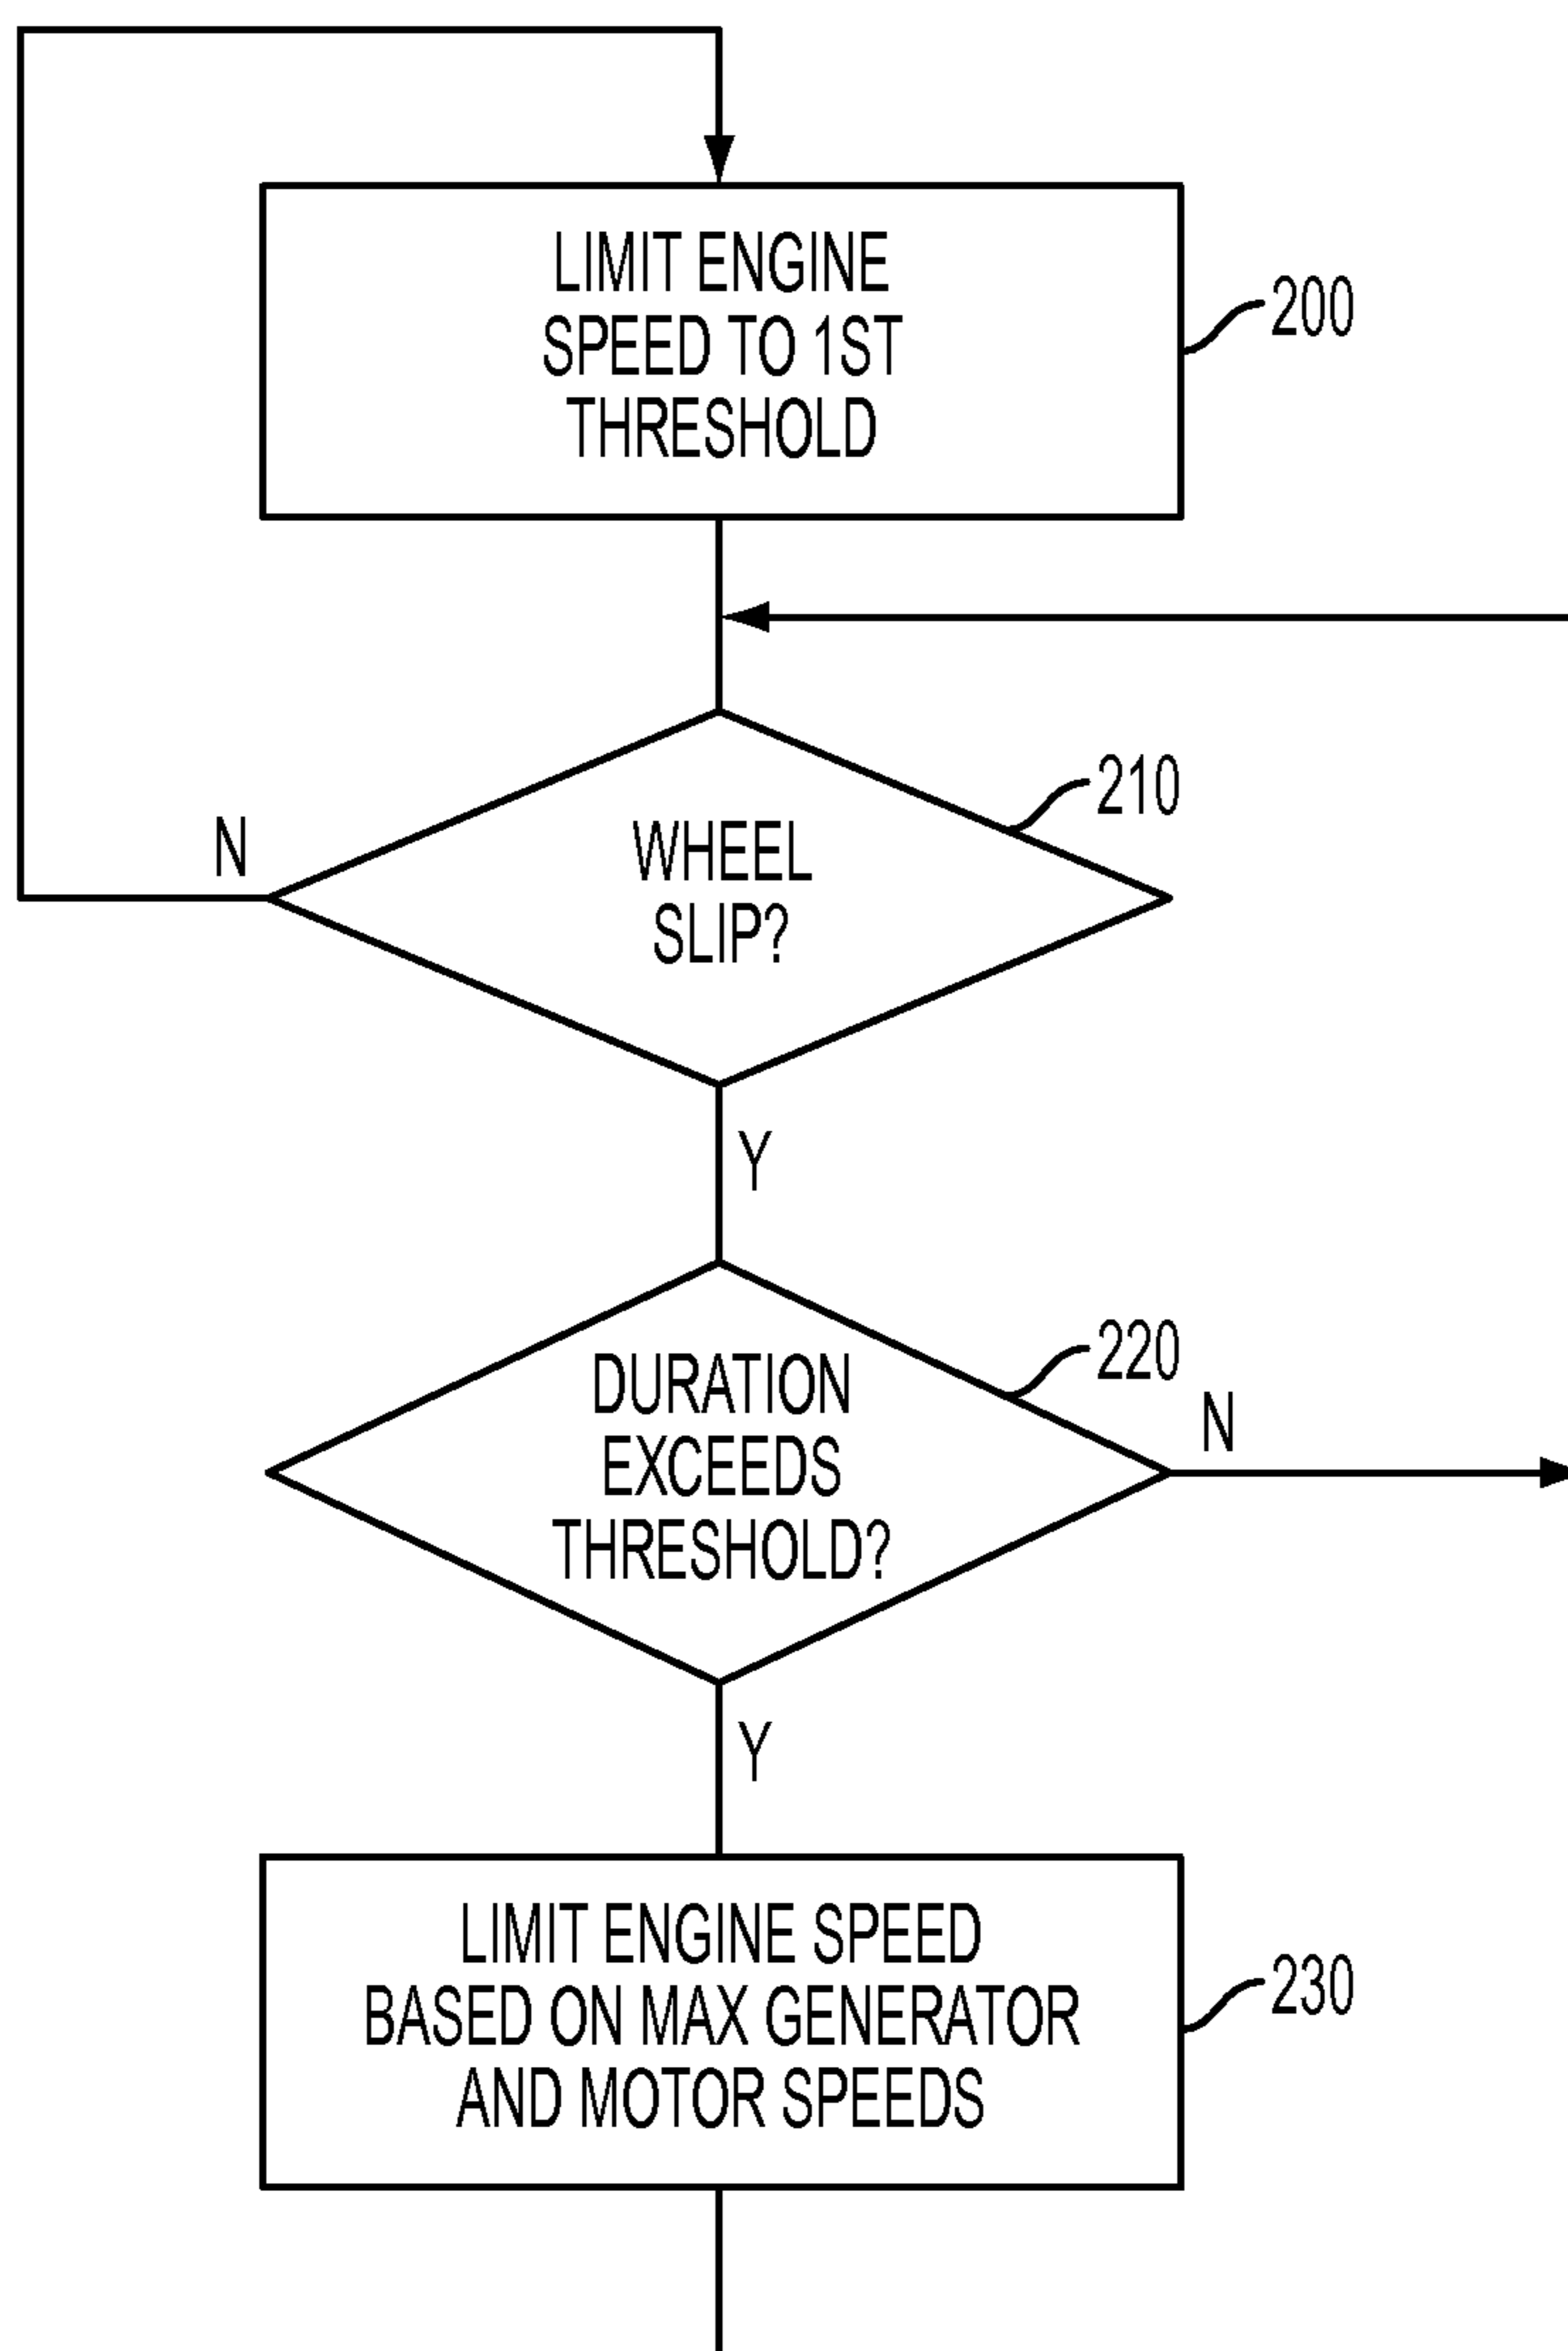 LIMIT ENGINE
SPEED TO 1ST
THRESHOLD
200
210
N
WHEEL
SLIP?
Y
220
DURATION
EXCEEDS
THRESHOLD?
N
Y
LIMIT ENGINE SPEED
BASED ON MAX GENERATOR
AND MOTOR SPEEDS
230